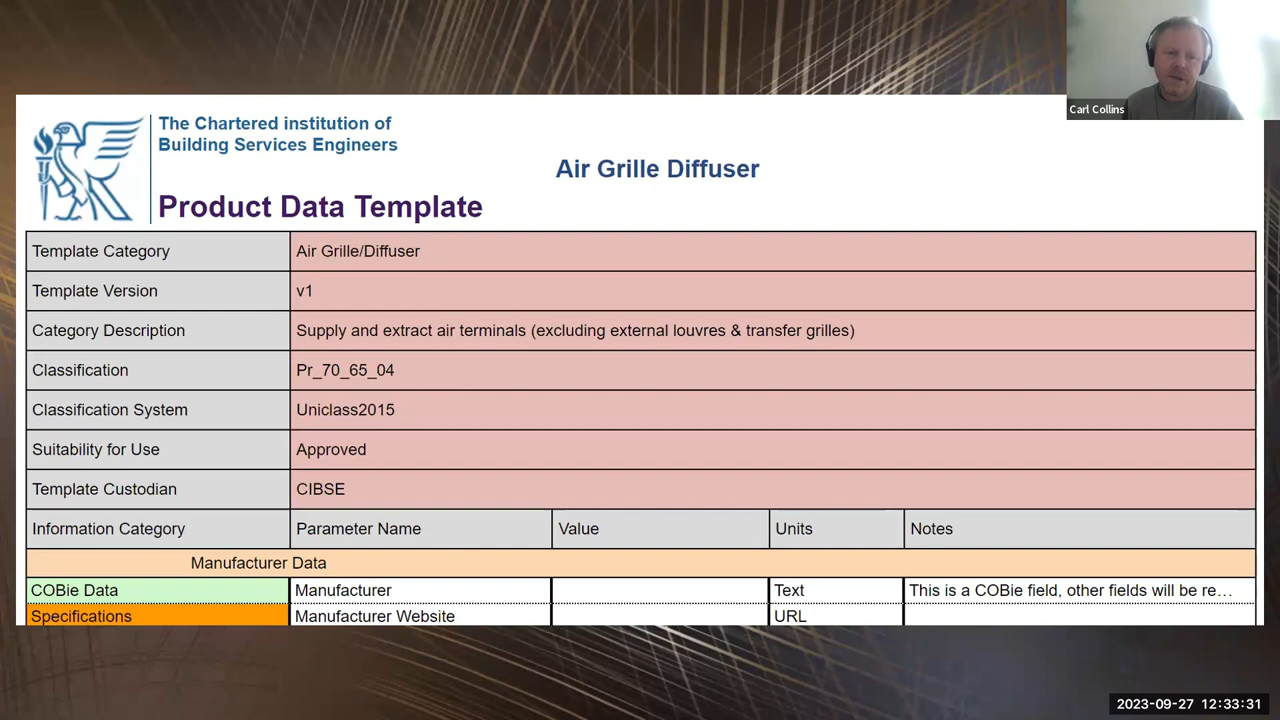 Carl Collins
The Chartered institution of
Building Services Engineers
Air Grille Diffuser
Product Data Template
Template Category Air Grille/Diffuser
Template Version v1
Category Description Supply and extract air terminals (excluding external louvres & transfer grilles)
Classification Pr_70_65_04
Classification System Uniclass2015
Suitability for Use Approved
Template Custodian CIBSE
Information Category Parameter Name Value Units Notes
Manufacturer Data
COBie Data Manufacturer Text This is a COBie field, other fields will be re…
Specifications Manufacturer Website URL
2023-09-27 12:33:31